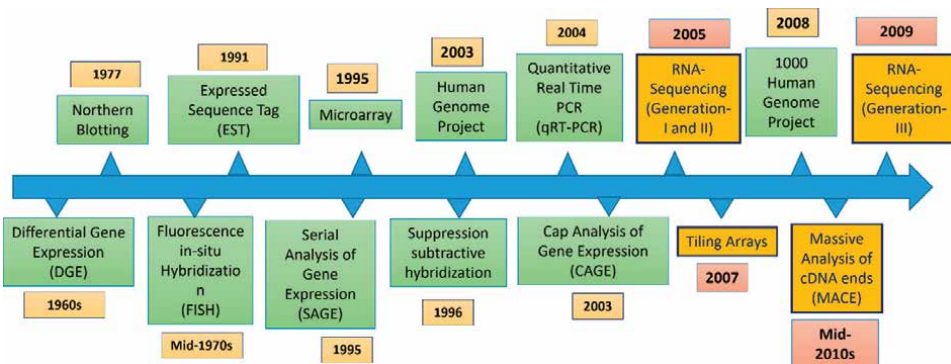 1977
Northern
Blotting
1991
Expressed
Sequence Tag
(EST)
1995
Microarray
2003
Human
Genome
Project
2004
Quantitative
Real Time
PCR
(qRT-PCR)
2005
RNA-
Sequencing
(Generation-
I and II)
2008
1000
Human
Genome
Project
2009
RNA-
Sequencing
(Generation-
III)
Differential Gene
Expression
(DGE)
1960s
Fluorescence
in-situ
Hybridizatio
n
(FISH)
Mid-1970s
Serial
Analysis of
Gene
Expression
(SAGE)
1995
Suppression
subtractive
hybridization
1996
Cap Analysis of
Gene Expression
(CAGE)
2003
Tiling Arrays
2007
Massive
Analysis of
cDNA ends
(MACE)
Mid-
2010s